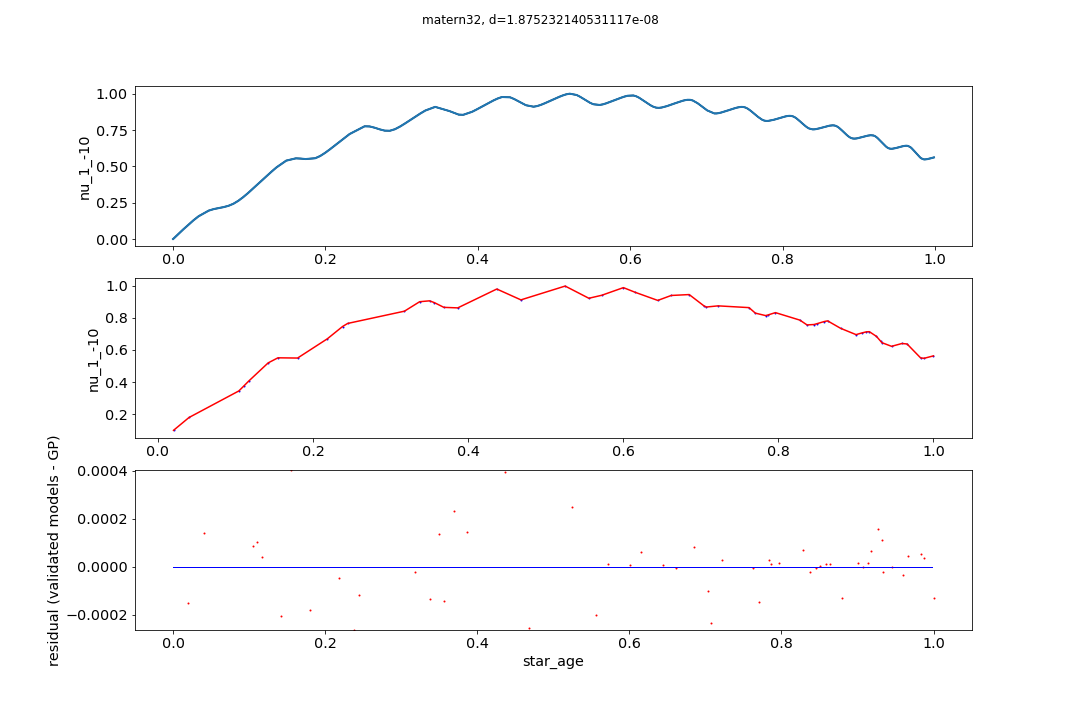 matern32, d=1.875232140531117e-08
1.00
0.75
0.50
0.25
0.00
nu_1_-10
0.0 0.2 0.4 0.6 0.8 1.0
1.0
0.8
0.6
0.4
0.2
nu_1_-10
0.0 0.2 0.4 0.6 0.8 1.0
0.0004
0.0002
0.0000
−0.0002
residual (validated models - GP)
0.0 0.2 0.4 0.6 0.8 1.0
star_age